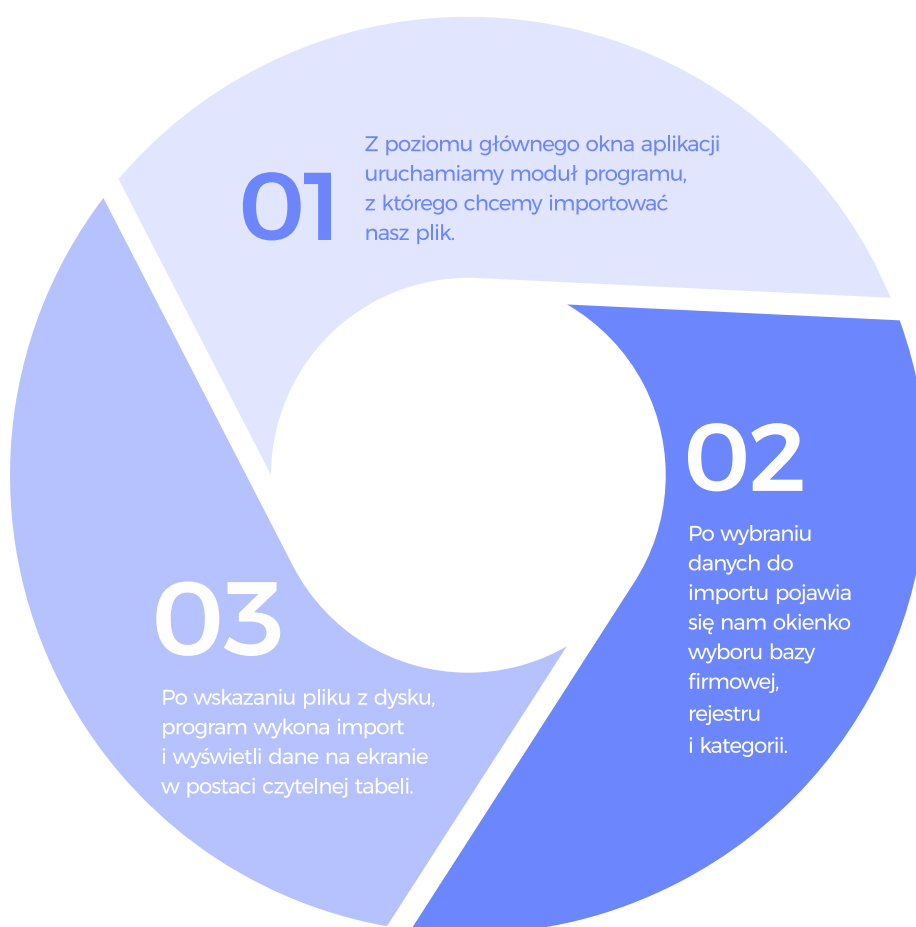 01
Z poziomu głównego okna aplikacji
uruchamiamy moduł programu,
z którego chcemy importować
nasz plik.
02
Po wybraniu
danych do
importu pojawia
się nam okienko
wyboru bazy
firmowej,
rejestru
i kategorii.
03
Po wskazaniu pliku z dysku,
program wykona import
i wyświetli dane na ekranie
w postaci czytelnej tabeli.